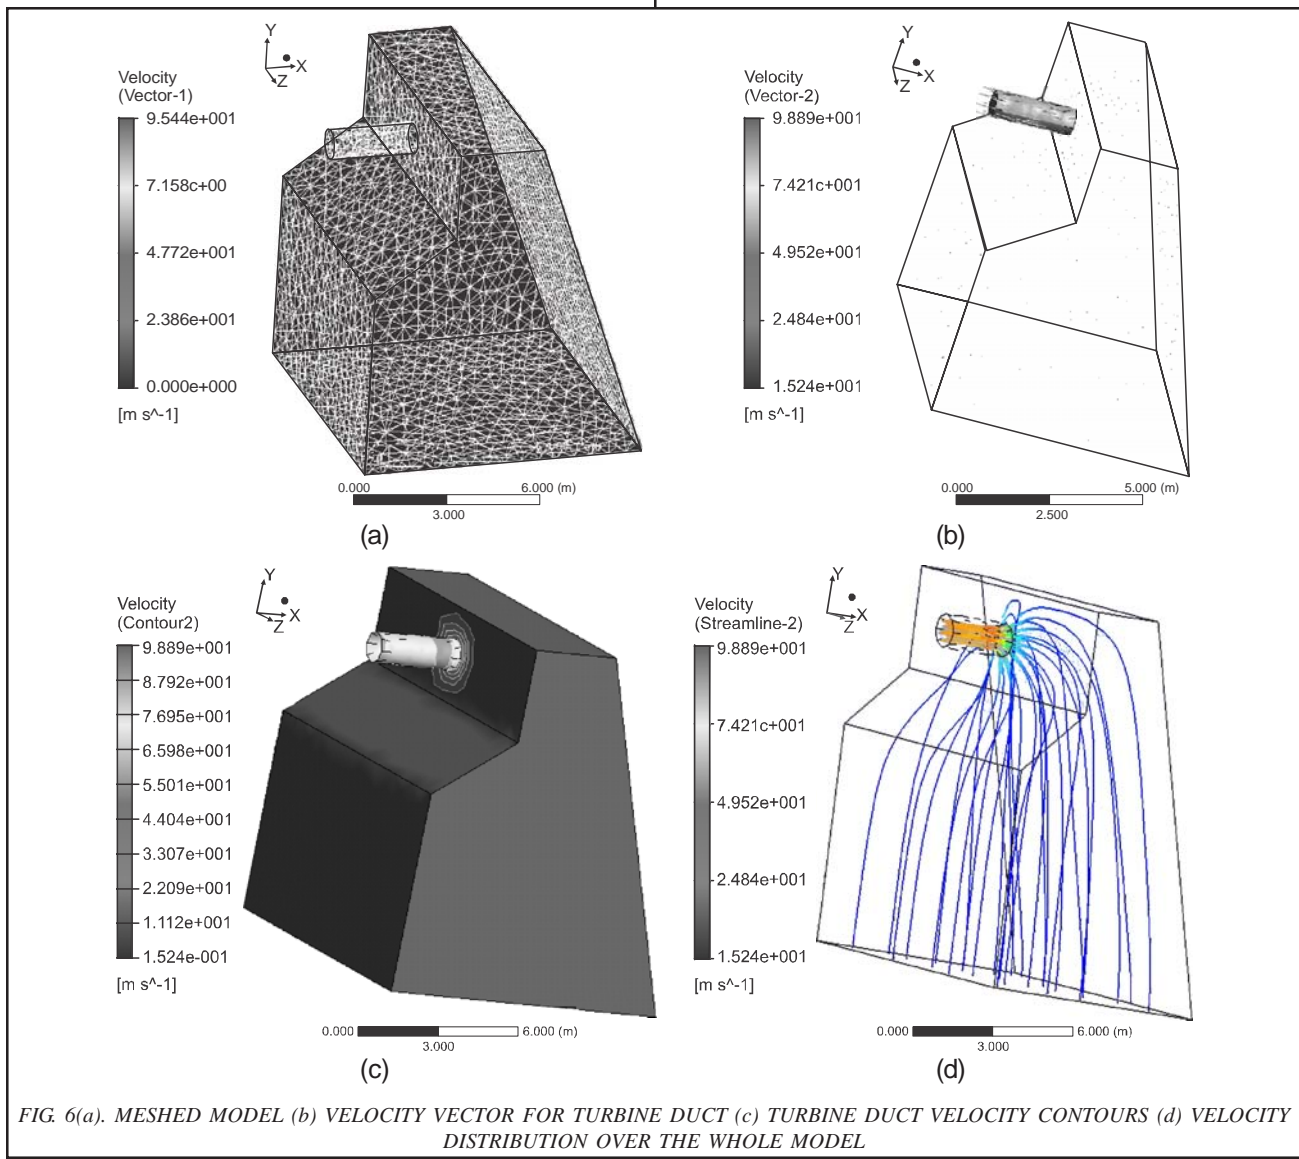 Y
X
Z
Velocity
(Vector-1)
9.544e+001
7.158c+00
4.772e+001
2.386e+001
0.000e+000
[m s^-1]
0.000
6.000 (m)
3.000
(a)
Y
X
Z
Velocity
(Vector-2)
9.889e+001
7.421c+001
4.952e+001
2.484e+001
1.524e+001
[m s^-1]
0.000
5.000 (m)
2.500
(b)
Y
X
Z
Velocity
(Contour2)
9.889e+001
8.792e+001
7.695e+001
6.598e+001
5.501e+001
4.404e+001
3.307e+001
2.209e+001
1.112e+001
1.524e-001
[m s^-1]
0.000
6.000 (m)
3.000
(c)
Y
X
Z
Velocity
(Streamline-2)
9.889e+001
7.421c+001
4.952e+001
2.484e+001
1.524e+001
[m s^-1]
0.000
6.000 (m)
3.000
(d)
FIG. 6(a). MESHED MODEL (b) VELOCITY VECTOR FOR TURBINE DUCT (c) TURBINE DUCT VELOCITY CONTOURS (d) VELOCITY
DISTRIBUTION OVER THE WHOLE MODEL